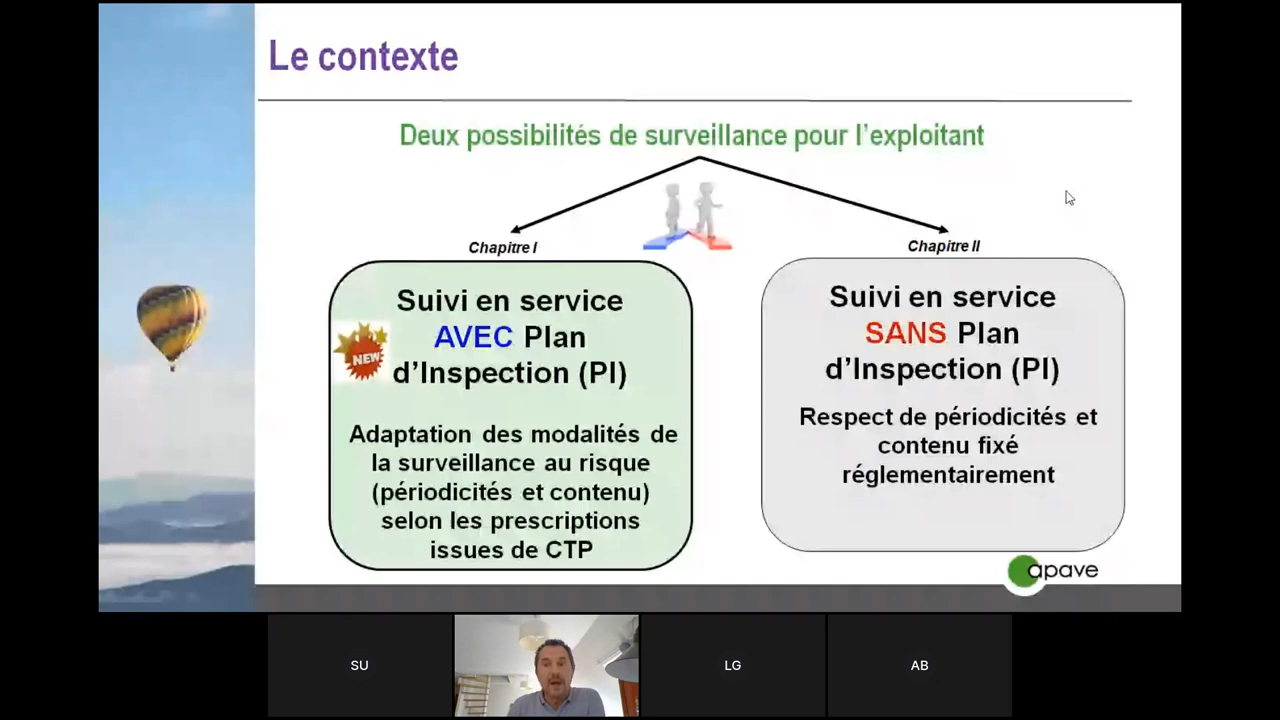 Le contexte
Deux possibilités de surveillance pour l'exploitant
Chapitre I
Suivi en service
AVEC Plan
d'Inspection (PI)
NEW
Adaptation des modalités de
la surveillance au risque
(périodicités et contenu)
selon les prescriptions
issues de CTP
Chapitre II
Suivi en service
SANS Plan
d'Inspection (PI)
Respect de périodicités et
contenu fixé
réglementairement
apave
SU
LG
AB